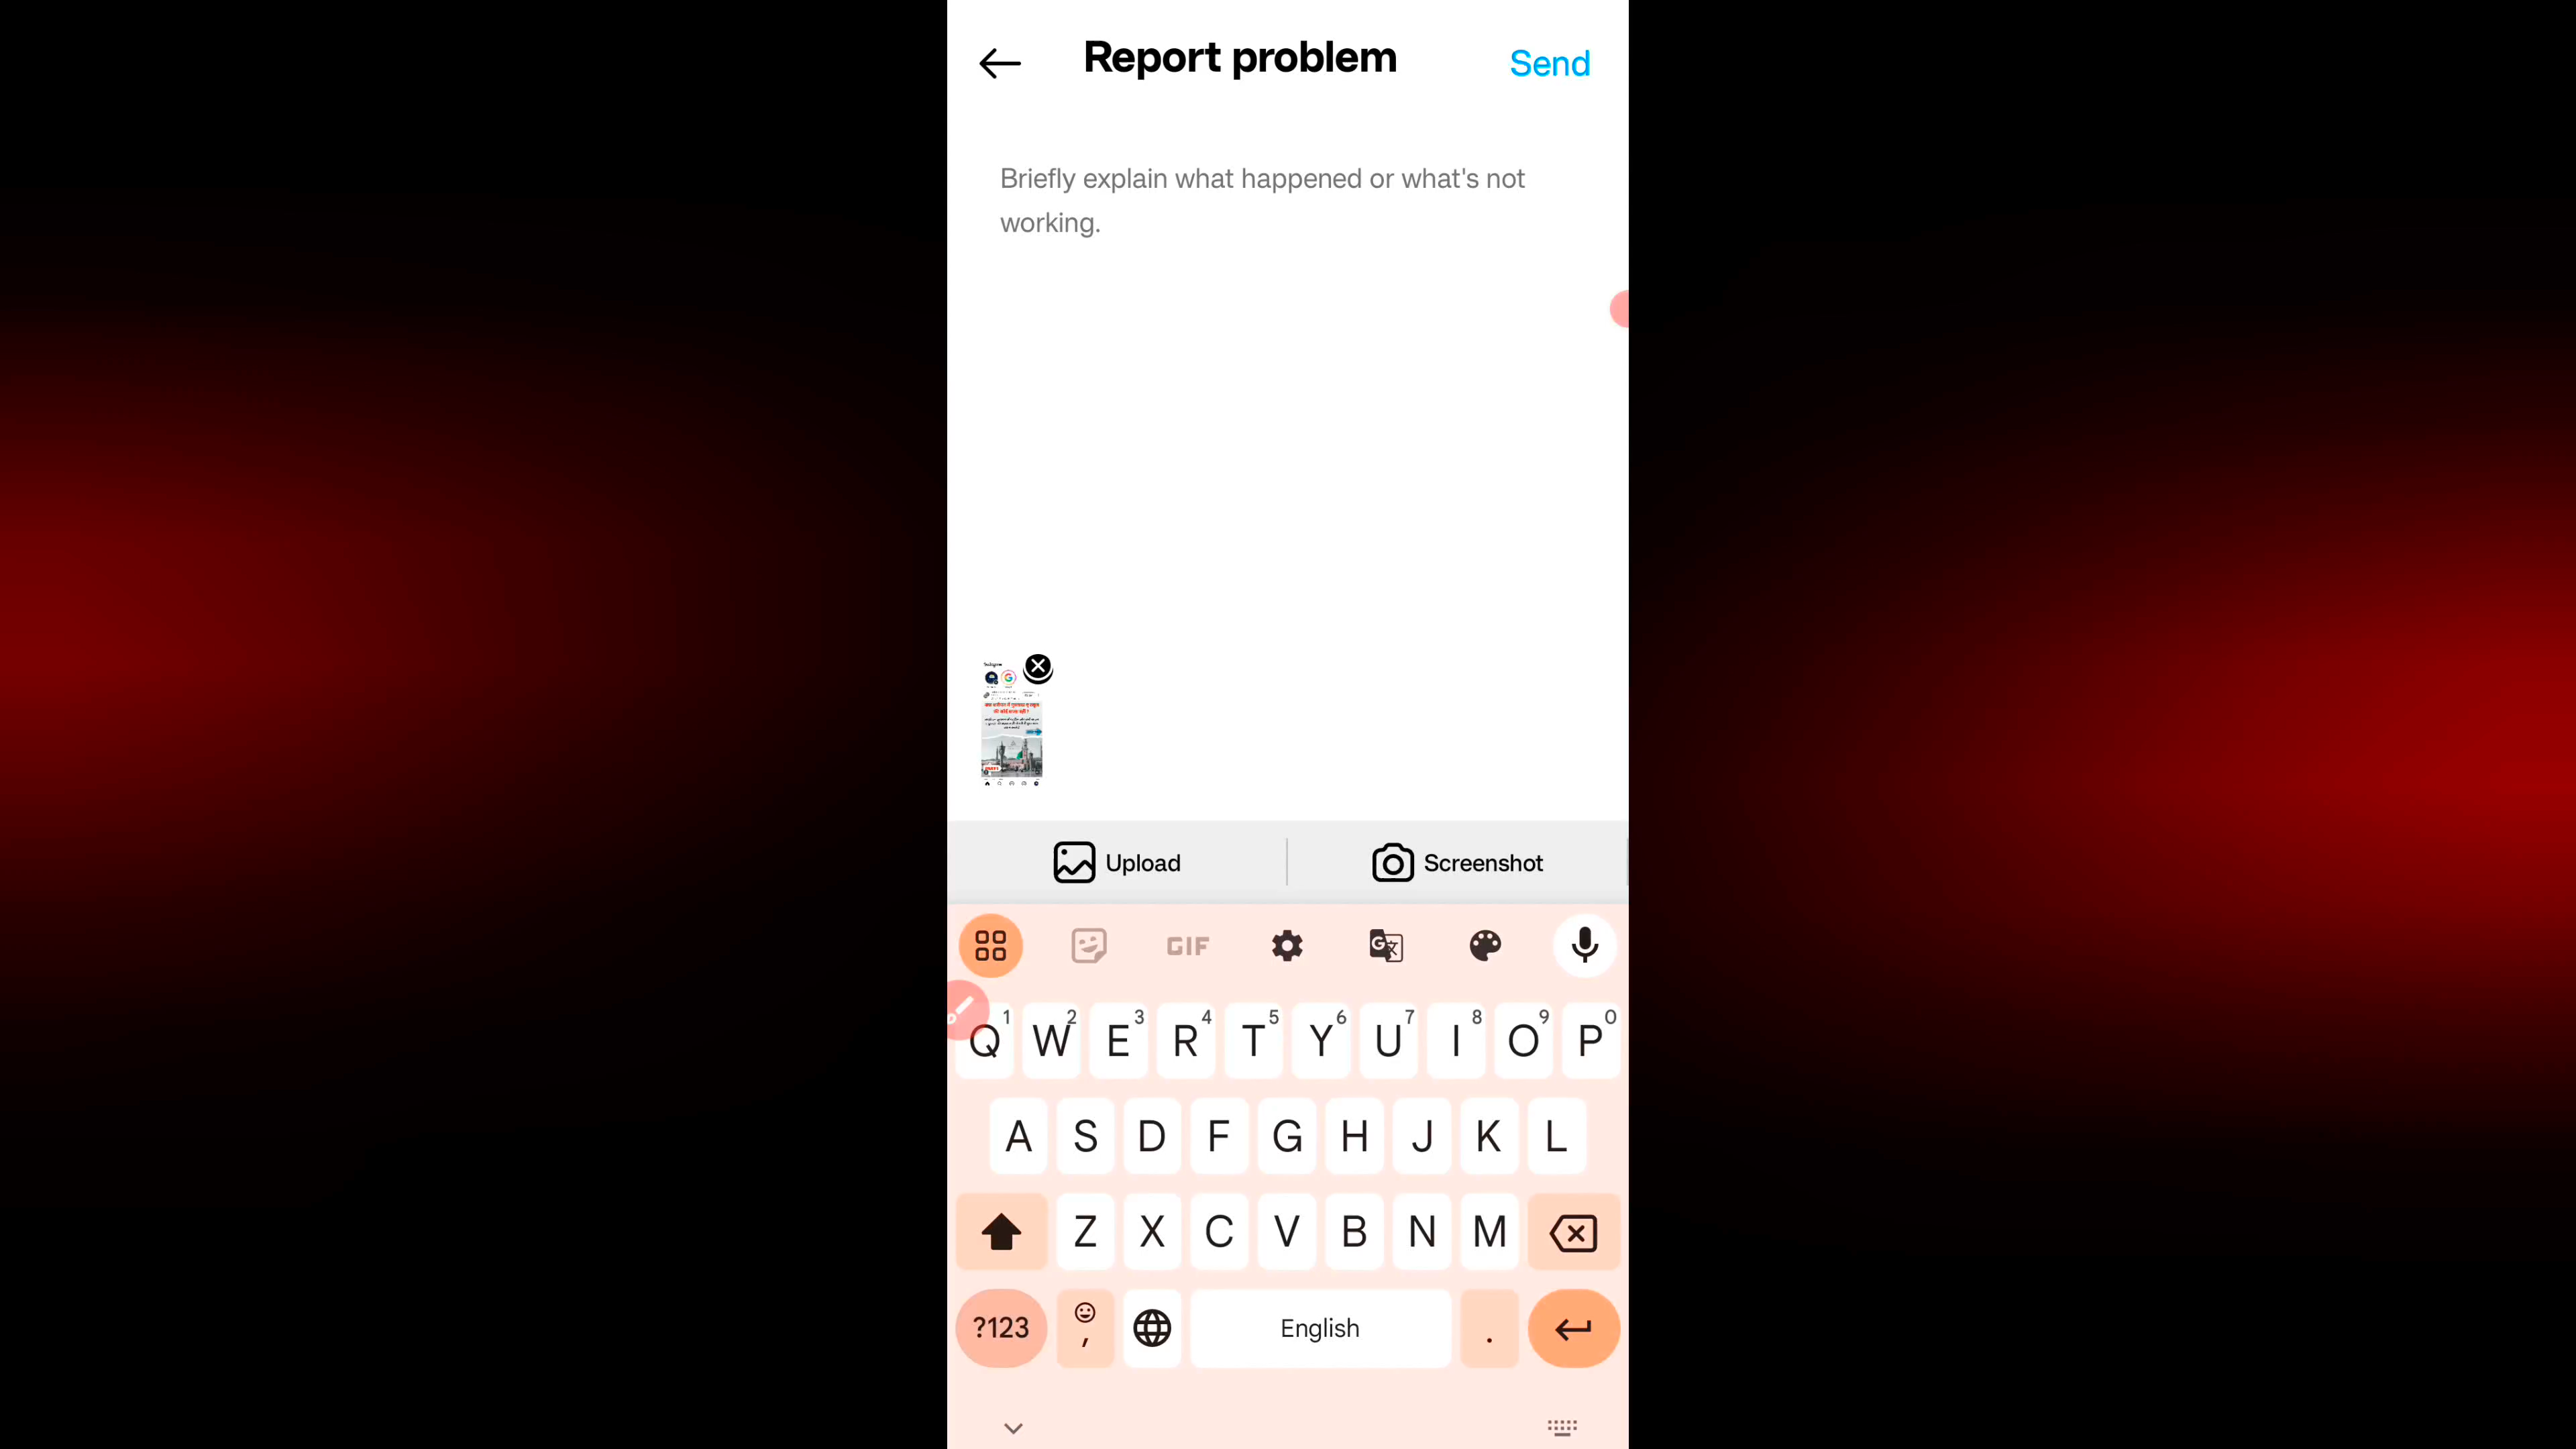 Report problem
Send
Briefly explain what happened or what's not
working.
Upload
Screenshot
GIF
Q 1 W 2 E 3 R 4 T 5 Y 6 U 7 I 8 O 9 P 0
A S D F G H J K L
Z X C V B N M
?123 , English .